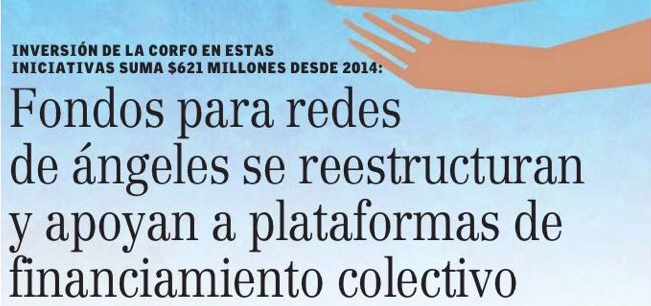 INVERSIÓN DE LA CORFO EN ESTAS
INICIATIVAS SUMA $621 MILLONES DESDE 2014:
Fondos para redes
de ángeles se reestructuran
y apoyan a plataformas de
financiamiento colectivo